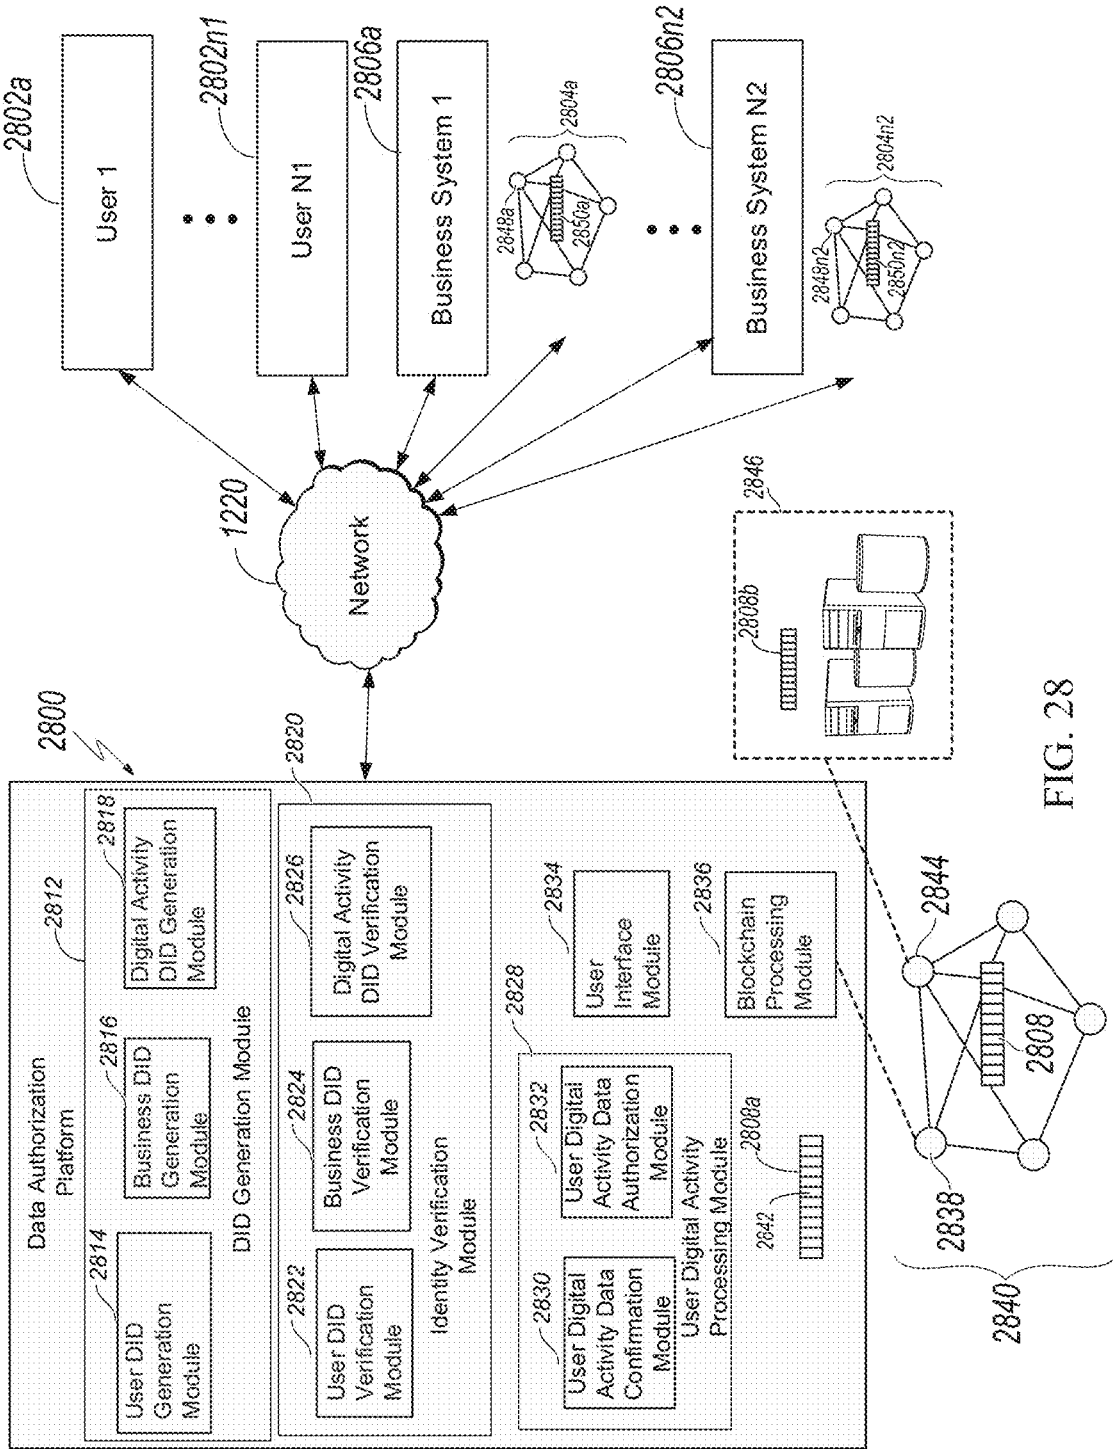 2800
Data Authorization
Platform
2812
2814
User DID
Generation
Module
2816
Business DID
Generation
Module
2818
Digital Activity
DID Generation
Module
DID Generation Module
2820
2822
User DID
Verification
Module
2824
Business DID
Verification
Module
2826
Digital Activity
DID Verification
Module
Identity Verification
Module
2828
2830
User Digital
Activity Data
Confirmation
Module
2832
User Digital
Activity Data
Authorization
Module
User Digital Activity
Processing Module
2834
User
Interface
Module
2836
Blockchain
Processing
Module
2842
2808a
1220
Network
2802a
User 1
2802n1
User N1
2806a
Business System 1
2848a
2850a
2804a
2806n2
Business System N2
2848n2
2850n2
2804n2
2846
2808b
2840
2838
2808
2844
FIG. 28